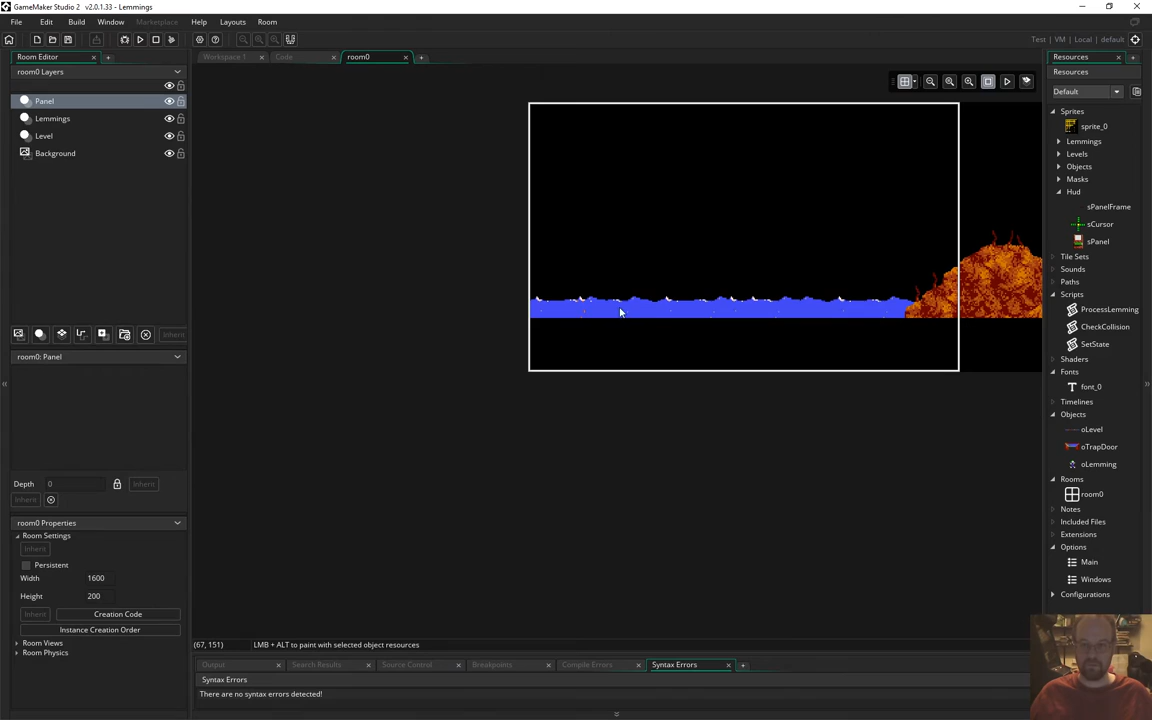 GameMaker Studio 2 v2.0.1.33 - Lemmings
File Edit Build Window Marketplace Help Layouts Room
Test | VM | Local | default
Room Editor
Workspace 1 Code room0
Resources
room0 Layers
Resources
Default
Panel
Lemmings
Level
Background
Sprites
sprite_0
Lemmings
Levels
Objects
Masks
Hud
sPanelFrame
sCursor
sPanel
Tile Sets
Sounds
Paths
Scripts
ProcessLemming
CheckCollision
SetState
Shaders
Fonts
font_0
Timelines
Objects
oLevel
oTrapDoor
oLemming
Rooms
room0
Notes
Included Files
Extensions
Options
Main
Windows
Configurations
Inherit
room0: Panel
Depth 0 Inherit
Inherit
room0 Properties
Room Settings
Inherit
Persistent
Width 1600
Height 200
Inherit Creation Code
Instance Creation Order
Room Views
Room Physics
(67, 151) LMB + ALT to paint with selected object resources
Output Search Results Source Control Breakpoints Compile Errors Syntax Errors
Syntax Errors
There are no syntax errors detected!